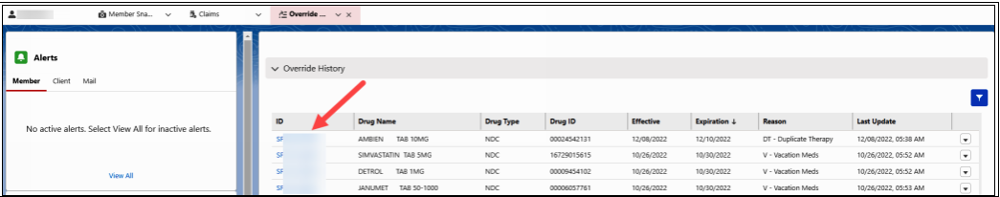 Member Sna... Claims Override ...
Alerts
Member Client Mail
No active alerts. Select View All for inactive alerts.
View All
Override History
ID Drug Name Drug Type Drug ID Effective Expiration ↓ Reason Last Update
SF AMBIEN TAB 10MG NDC 00024542131 12/08/2022 12/10/2022 DT - Duplicate Therapy 12/08/2022, 05:38 AM
SF SIMVASTATIN TAB 5MG NDC 16729015615 10/26/2022 10/30/2022 V - Vacation Meds 10/26/2022, 05:52 AM
SF DETROL TAB 1MG NDC 00009454102 10/26/2022 10/30/2022 V - Vacation Meds 10/26/2022, 05:52 AM
SF JANUMET TAB 50-1000 NDC 00006057761 10/26/2022 10/30/2022 V - Vacation Meds 10/26/2022, 05:53 AM